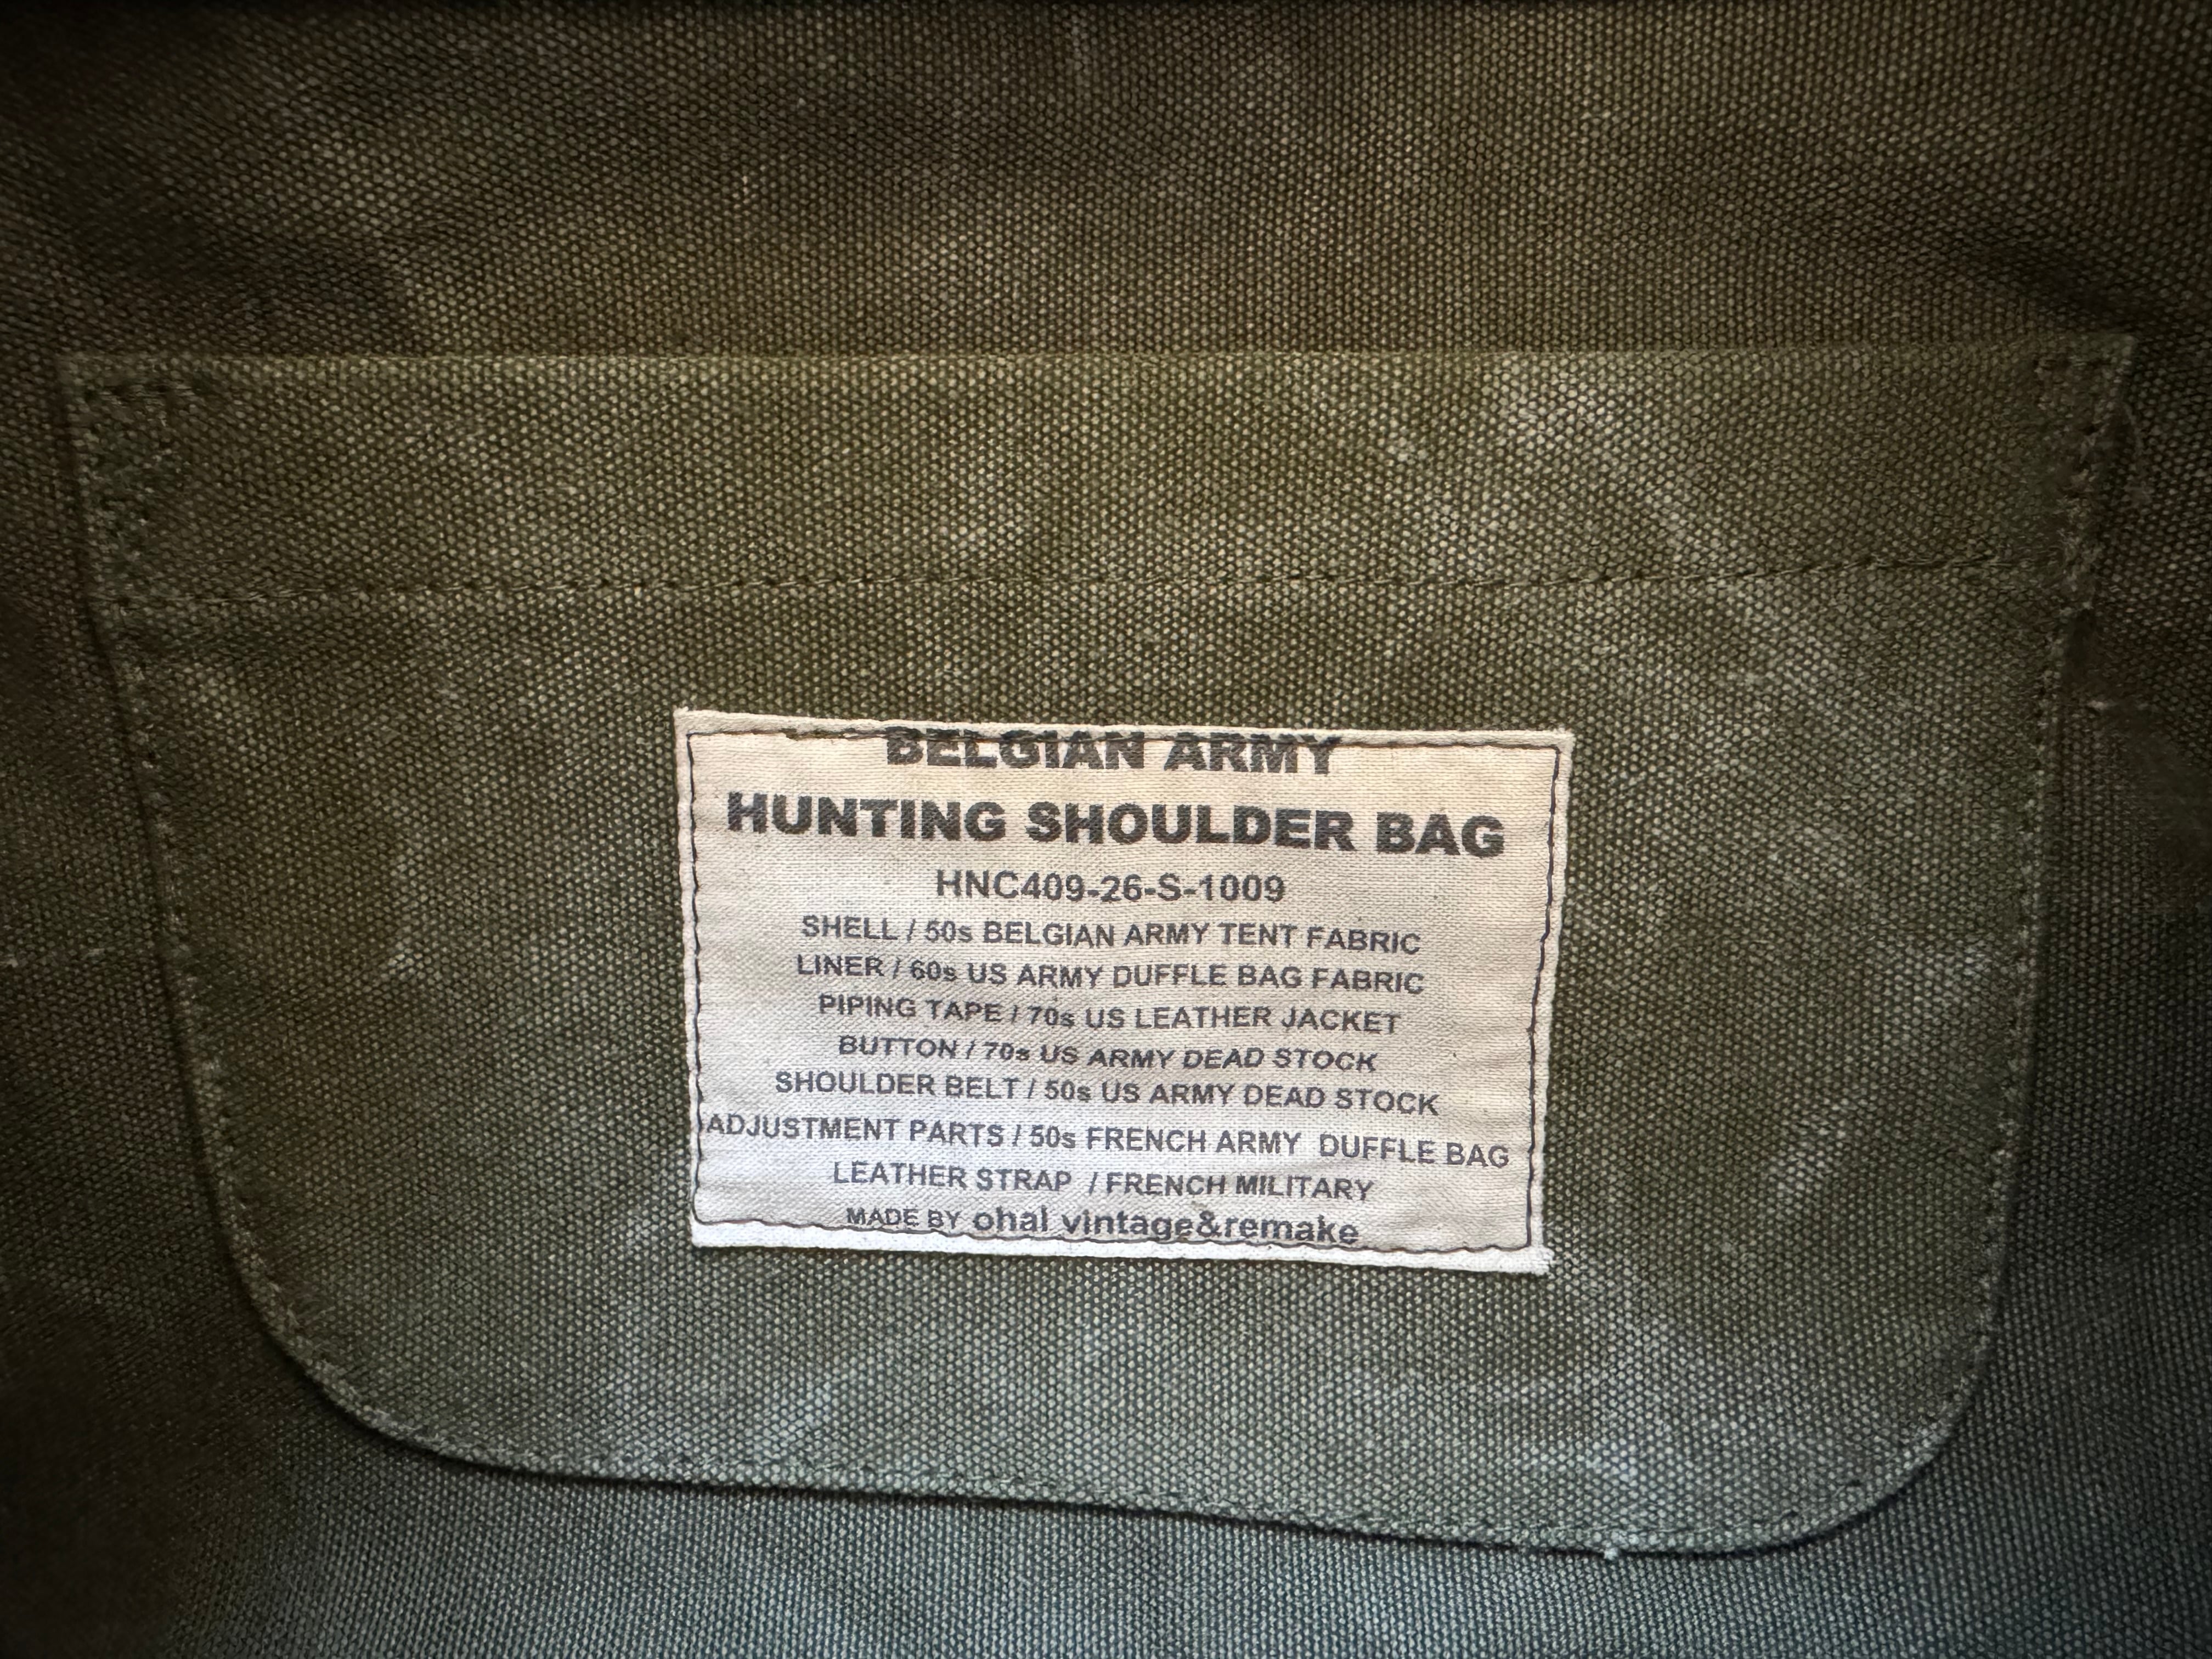 BELGIAN ARMY
HUNTING SHOULDER BAG
HNC409-26-S-1009
SHELL / 50s BELGIAN ARMY TENT FABRIC
LINER / 60s US ARMY DUFFLE BAG FABRIC
PIPING TAPE / 70s US LEATHER JACKET
BUTTON / 70s US ARMY DEAD STOCK
SHOULDER BELT / 50s US ARMY DEAD STOCK
ADJUSTMENT PARTS / 50s FRENCH ARMY DUFFLE BAG
LEATHER STRAP / FRENCH MILITARY
MADE BY ohal vintage&remake